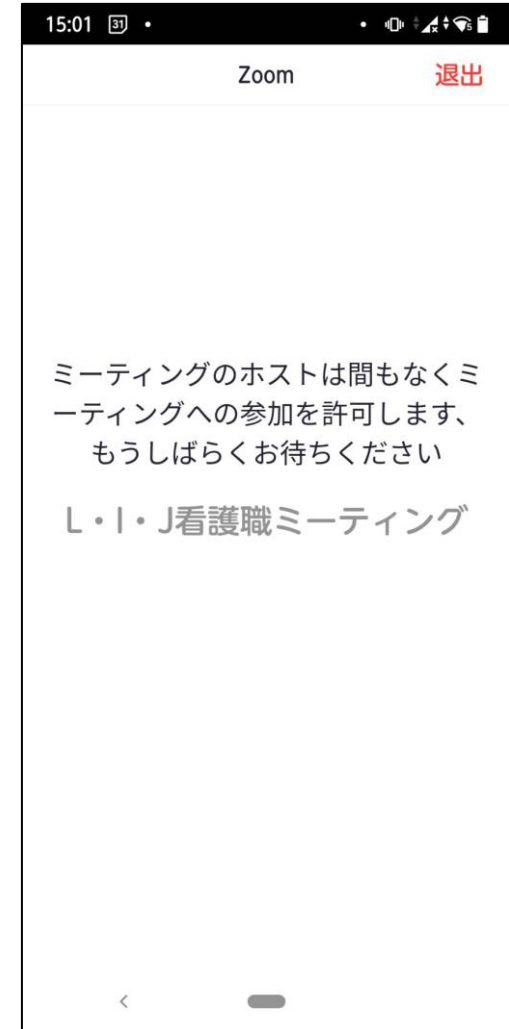 15:01 31
Zoom 退出
ミーティングのホストは間もなくミ
ーティングへの参加を許可します、
もうしばらくお待ちください
L・I・J看護職ミーティング